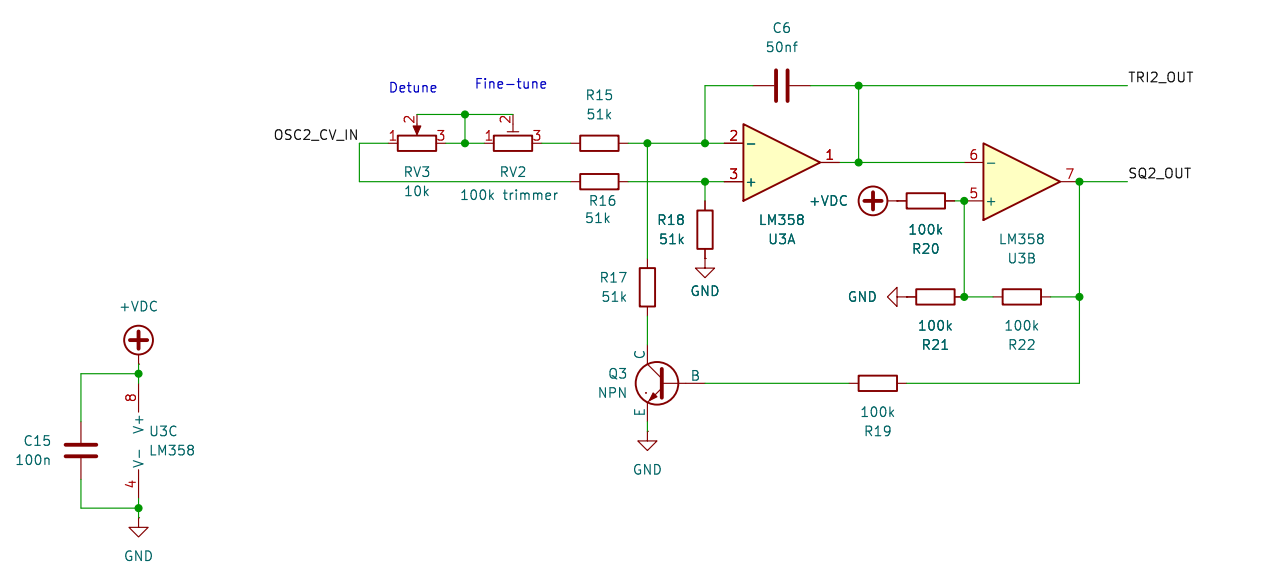 C6
50nf
TRI2_OUT
Detune
Fine-tune
R15
51k
OSC2_CV_IN
1
2
3
RV3
10k
1
2
3
RV2
100k trimmer
R16
51k
2
−
3
+
1
LM358
U3A
R18
51k
GND
+VDC
100k
R20
6
−
5
+
7
LM358
U3B
SQ2_OUT
R17
51k
GND
100k
R21
100k
R22
Q3
NPN
C
B
E
GND
100k
R19
+VDC
8
V+
U3C
LM358
V-
4
C15
100n
GND